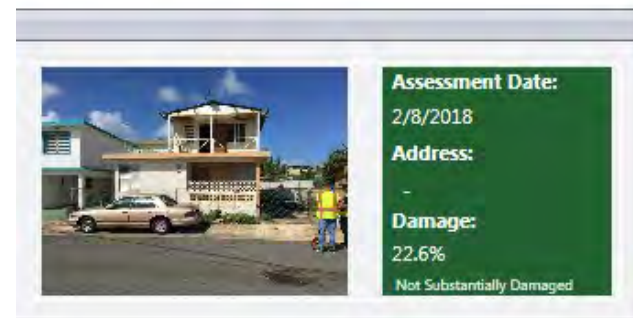 Assessment Date:
2/8/2018
Address:
-
Damage:
22.6%
Not Substantially Damaged